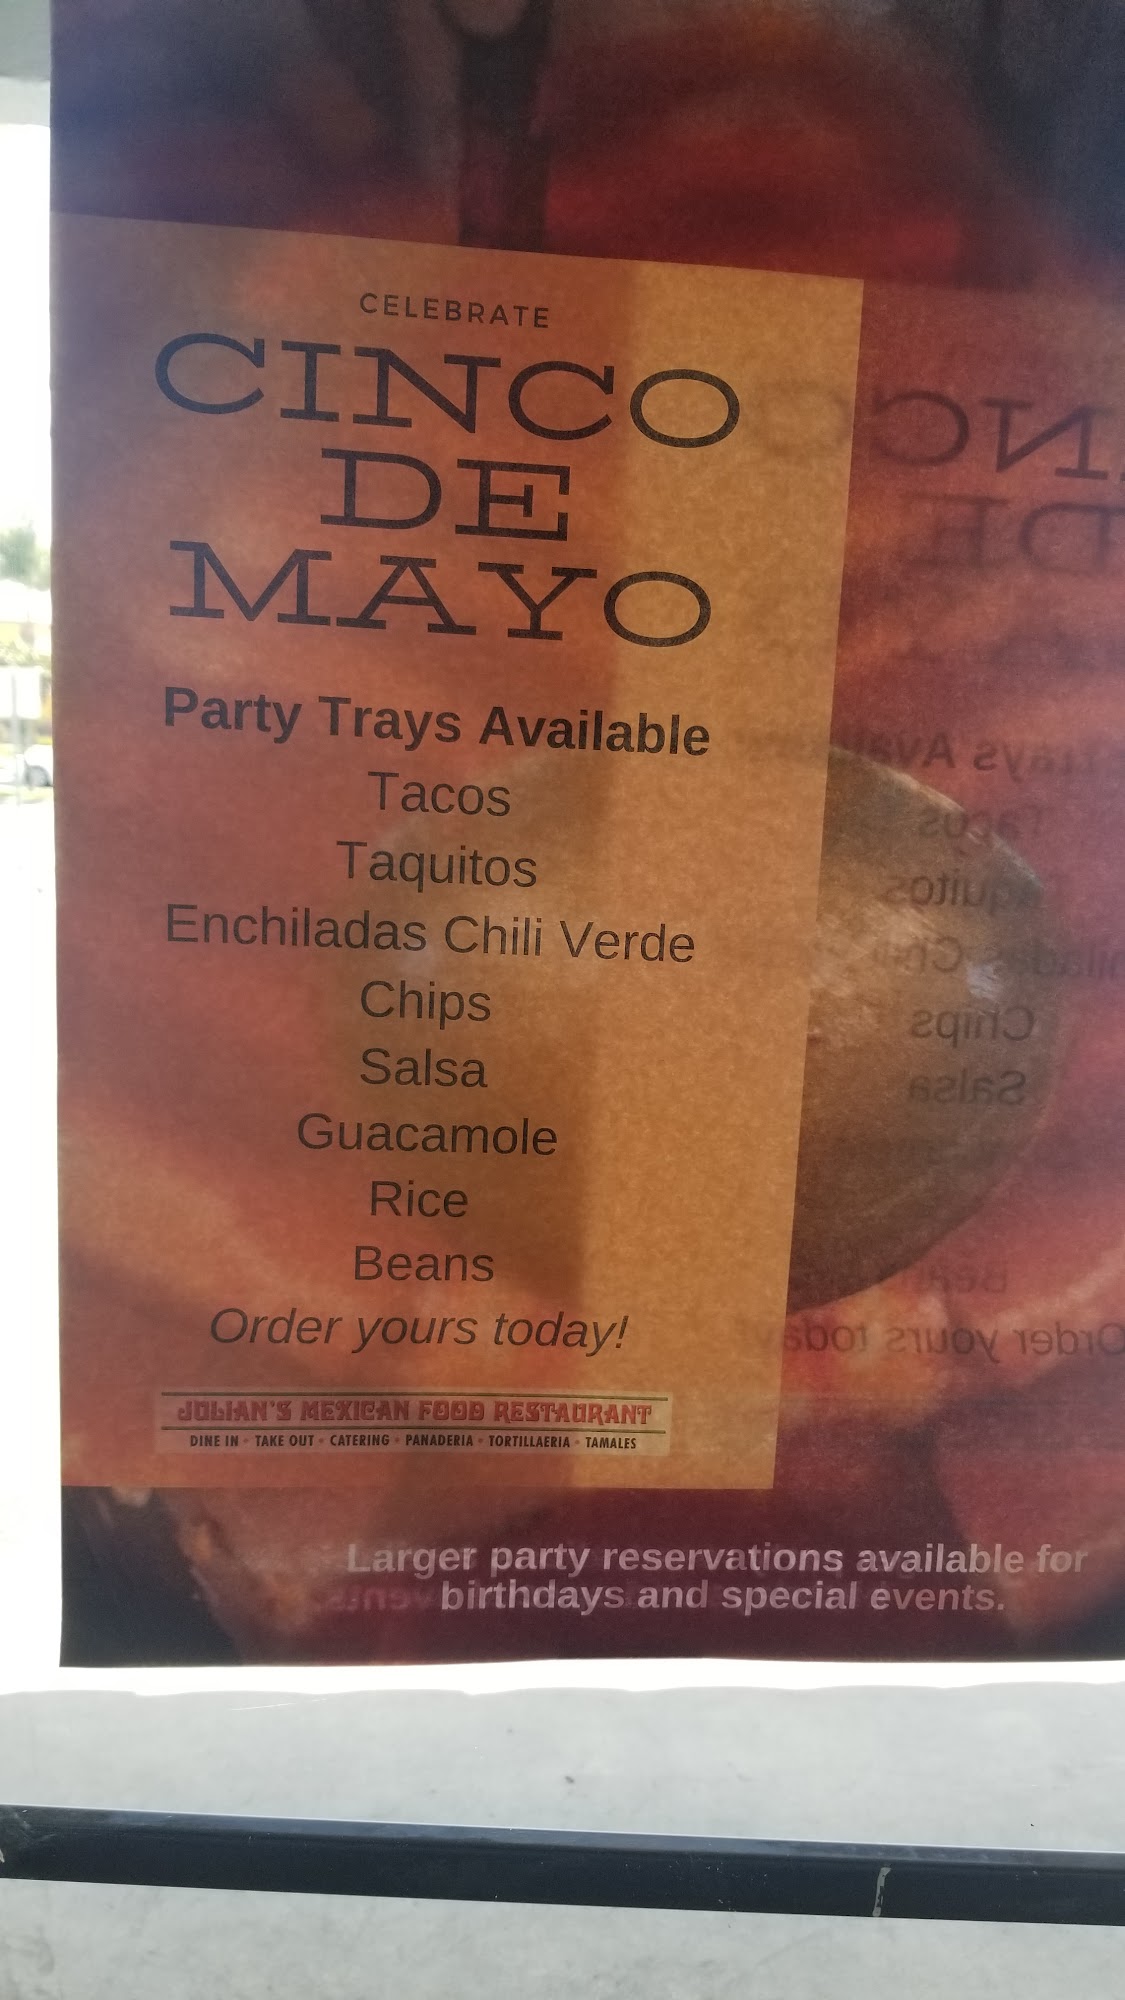 CELEBRATE
CINCO
DE
MAYO
Party Trays Available
Tacos
Taquitos
Enchiladas Chili Verde
Chips
Salsa
Guacamole
Rice
Beans
Order yours today!
JULIAN'S MEXICAN FOOD RESTAURANT
DINE IN • TAKE OUT • CATERING • PANADERIA • TORTILLAERIA • TAMALES
Larger party reservations available for
birthdays and special events.